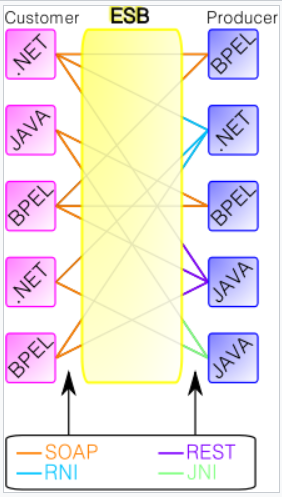 Customer ESB Producer
.NET BPEL
JAVA .NET
BPEL BPEL
.NET JAVA
BPEL JAVA
SOAP REST
RNI JNI